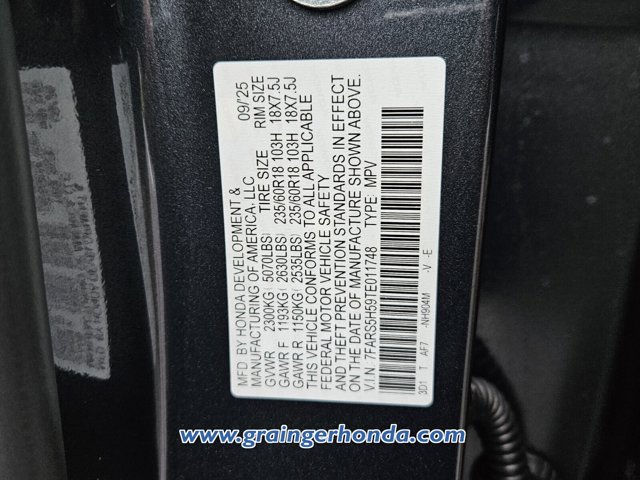 MFD. BY HONDA DEVELOPMENT & 09/25
MANUFACTURING OF AMERICA, LLC
TIRE SIZE RIM SIZE
GVWR 2300KG( 5070LBS)
GAWR F 1193KG( 2630LBS) 235/60R18 103H 18X7.5J
GAWR R 1150KG( 2535LBS) 235/60R18 103H 18X7.5J
THIS VEHICLE CONFORMS TO ALL APPLICABLE
FEDERAL MOTOR VEHICLE SAFETY
AND THEFT PREVENTION STANDARDS IN EFFECT
ON THE DATE OF MANUFACTURE SHOWN ABOVE.
V.I.N. 7FARS5H59TE011748 TYPE: MPV
3D1 T AF7 -NH904M -V -E
www.graingerhonda.com